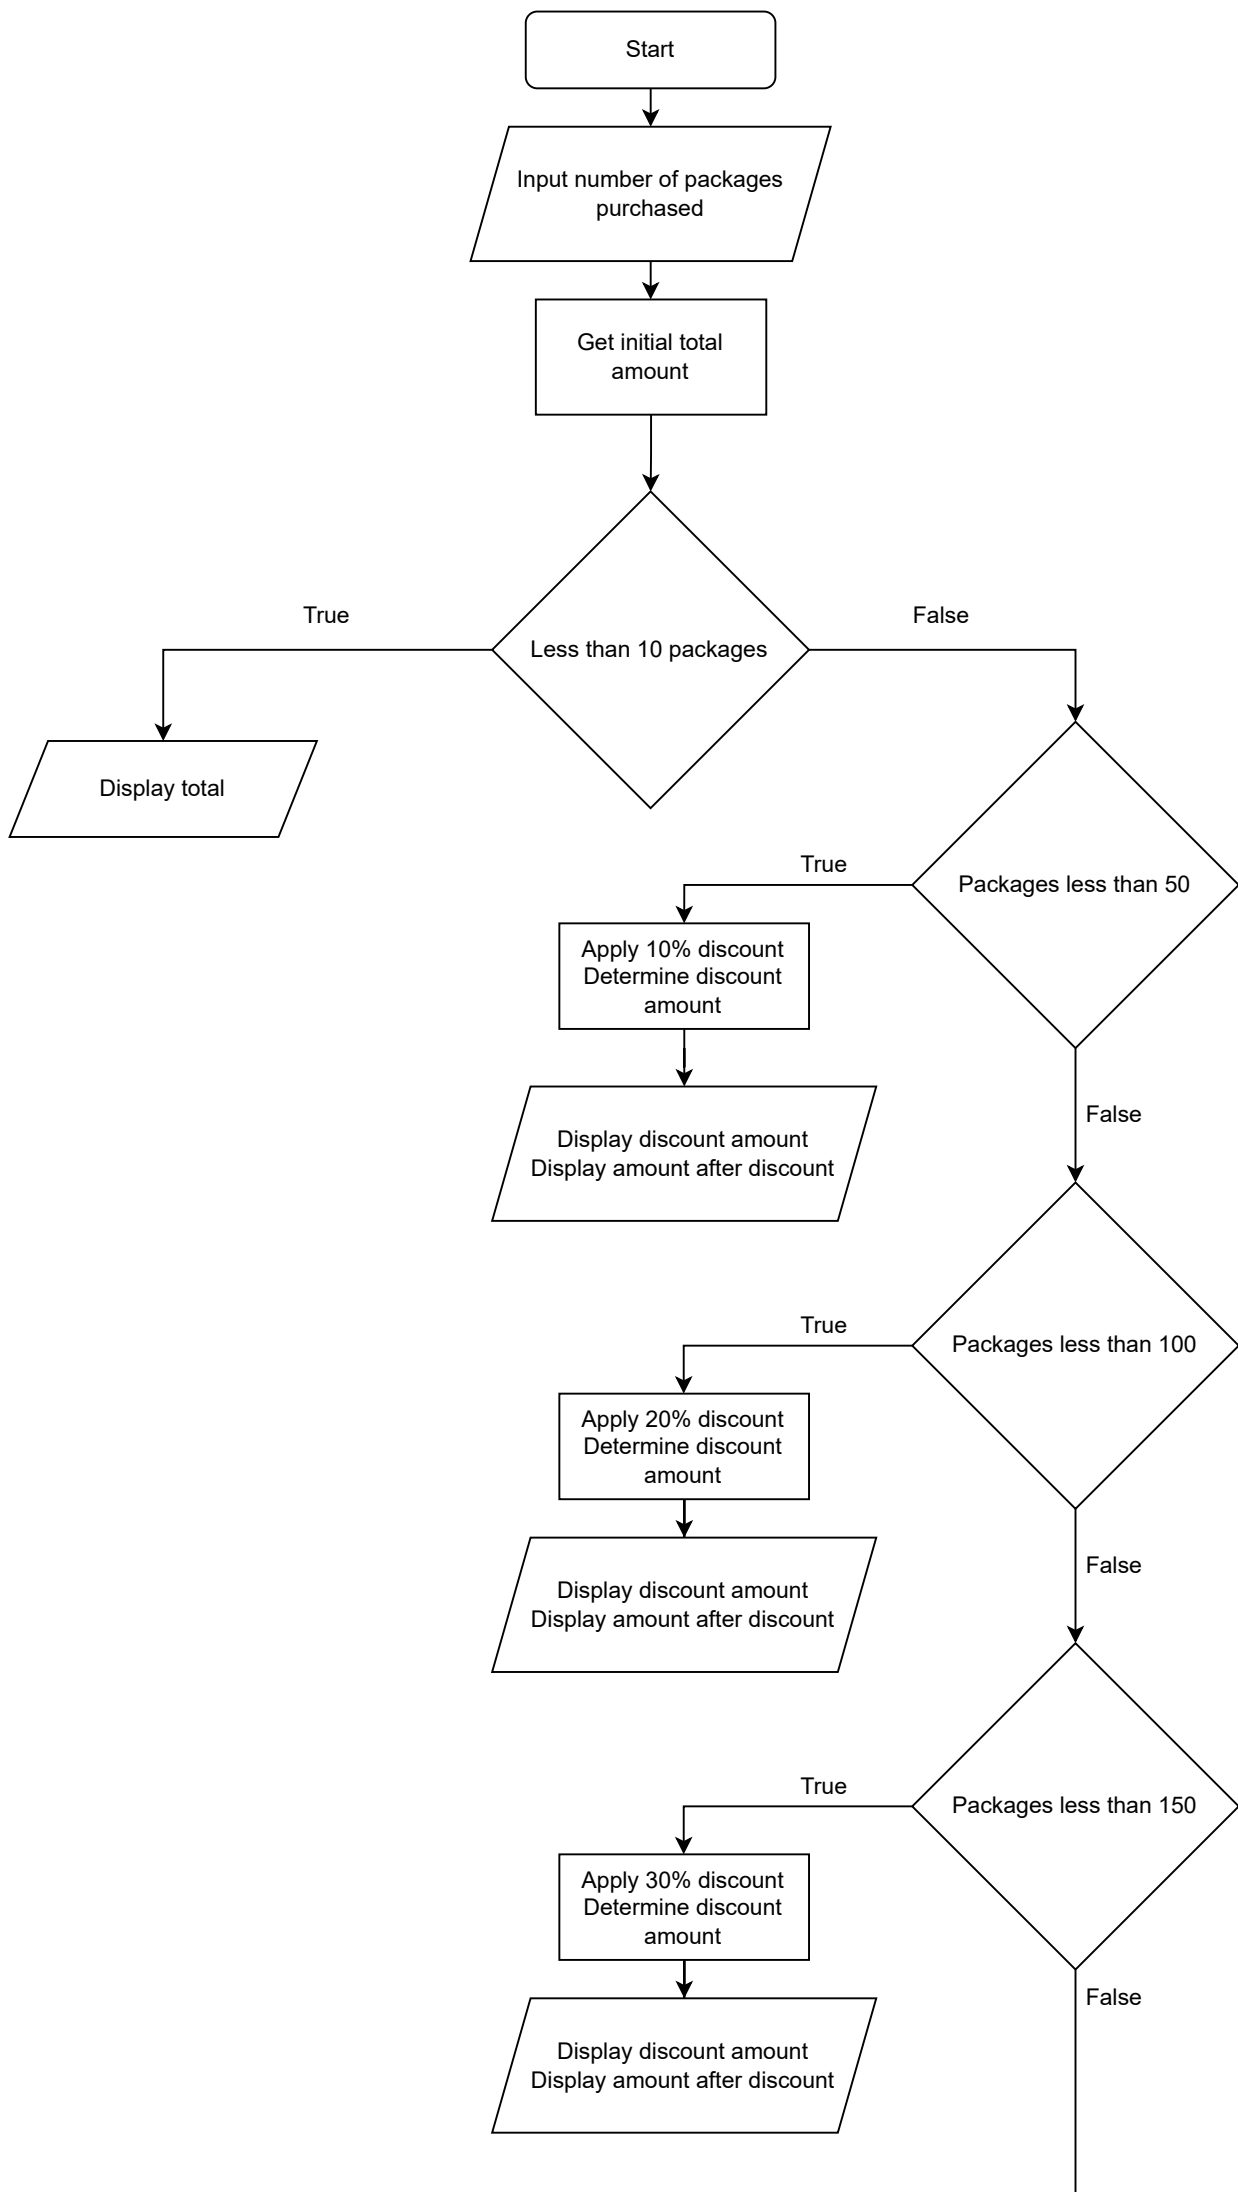 Start
Input number of packages
purchased
Get initial total
amount
True
False
Less than 10 packages
Display total
True
Packages less than 50
Apply 10% discount
Determine discount
amount
False
Display discount amount
Display amount after discount
True
Packages less than 100
Apply 20% discount
Determine discount
amount
False
Display discount amount
Display amount after discount
True
Packages less than 150
Apply 30% discount
Determine discount
amount
False
Display discount amount
Display amount after discount